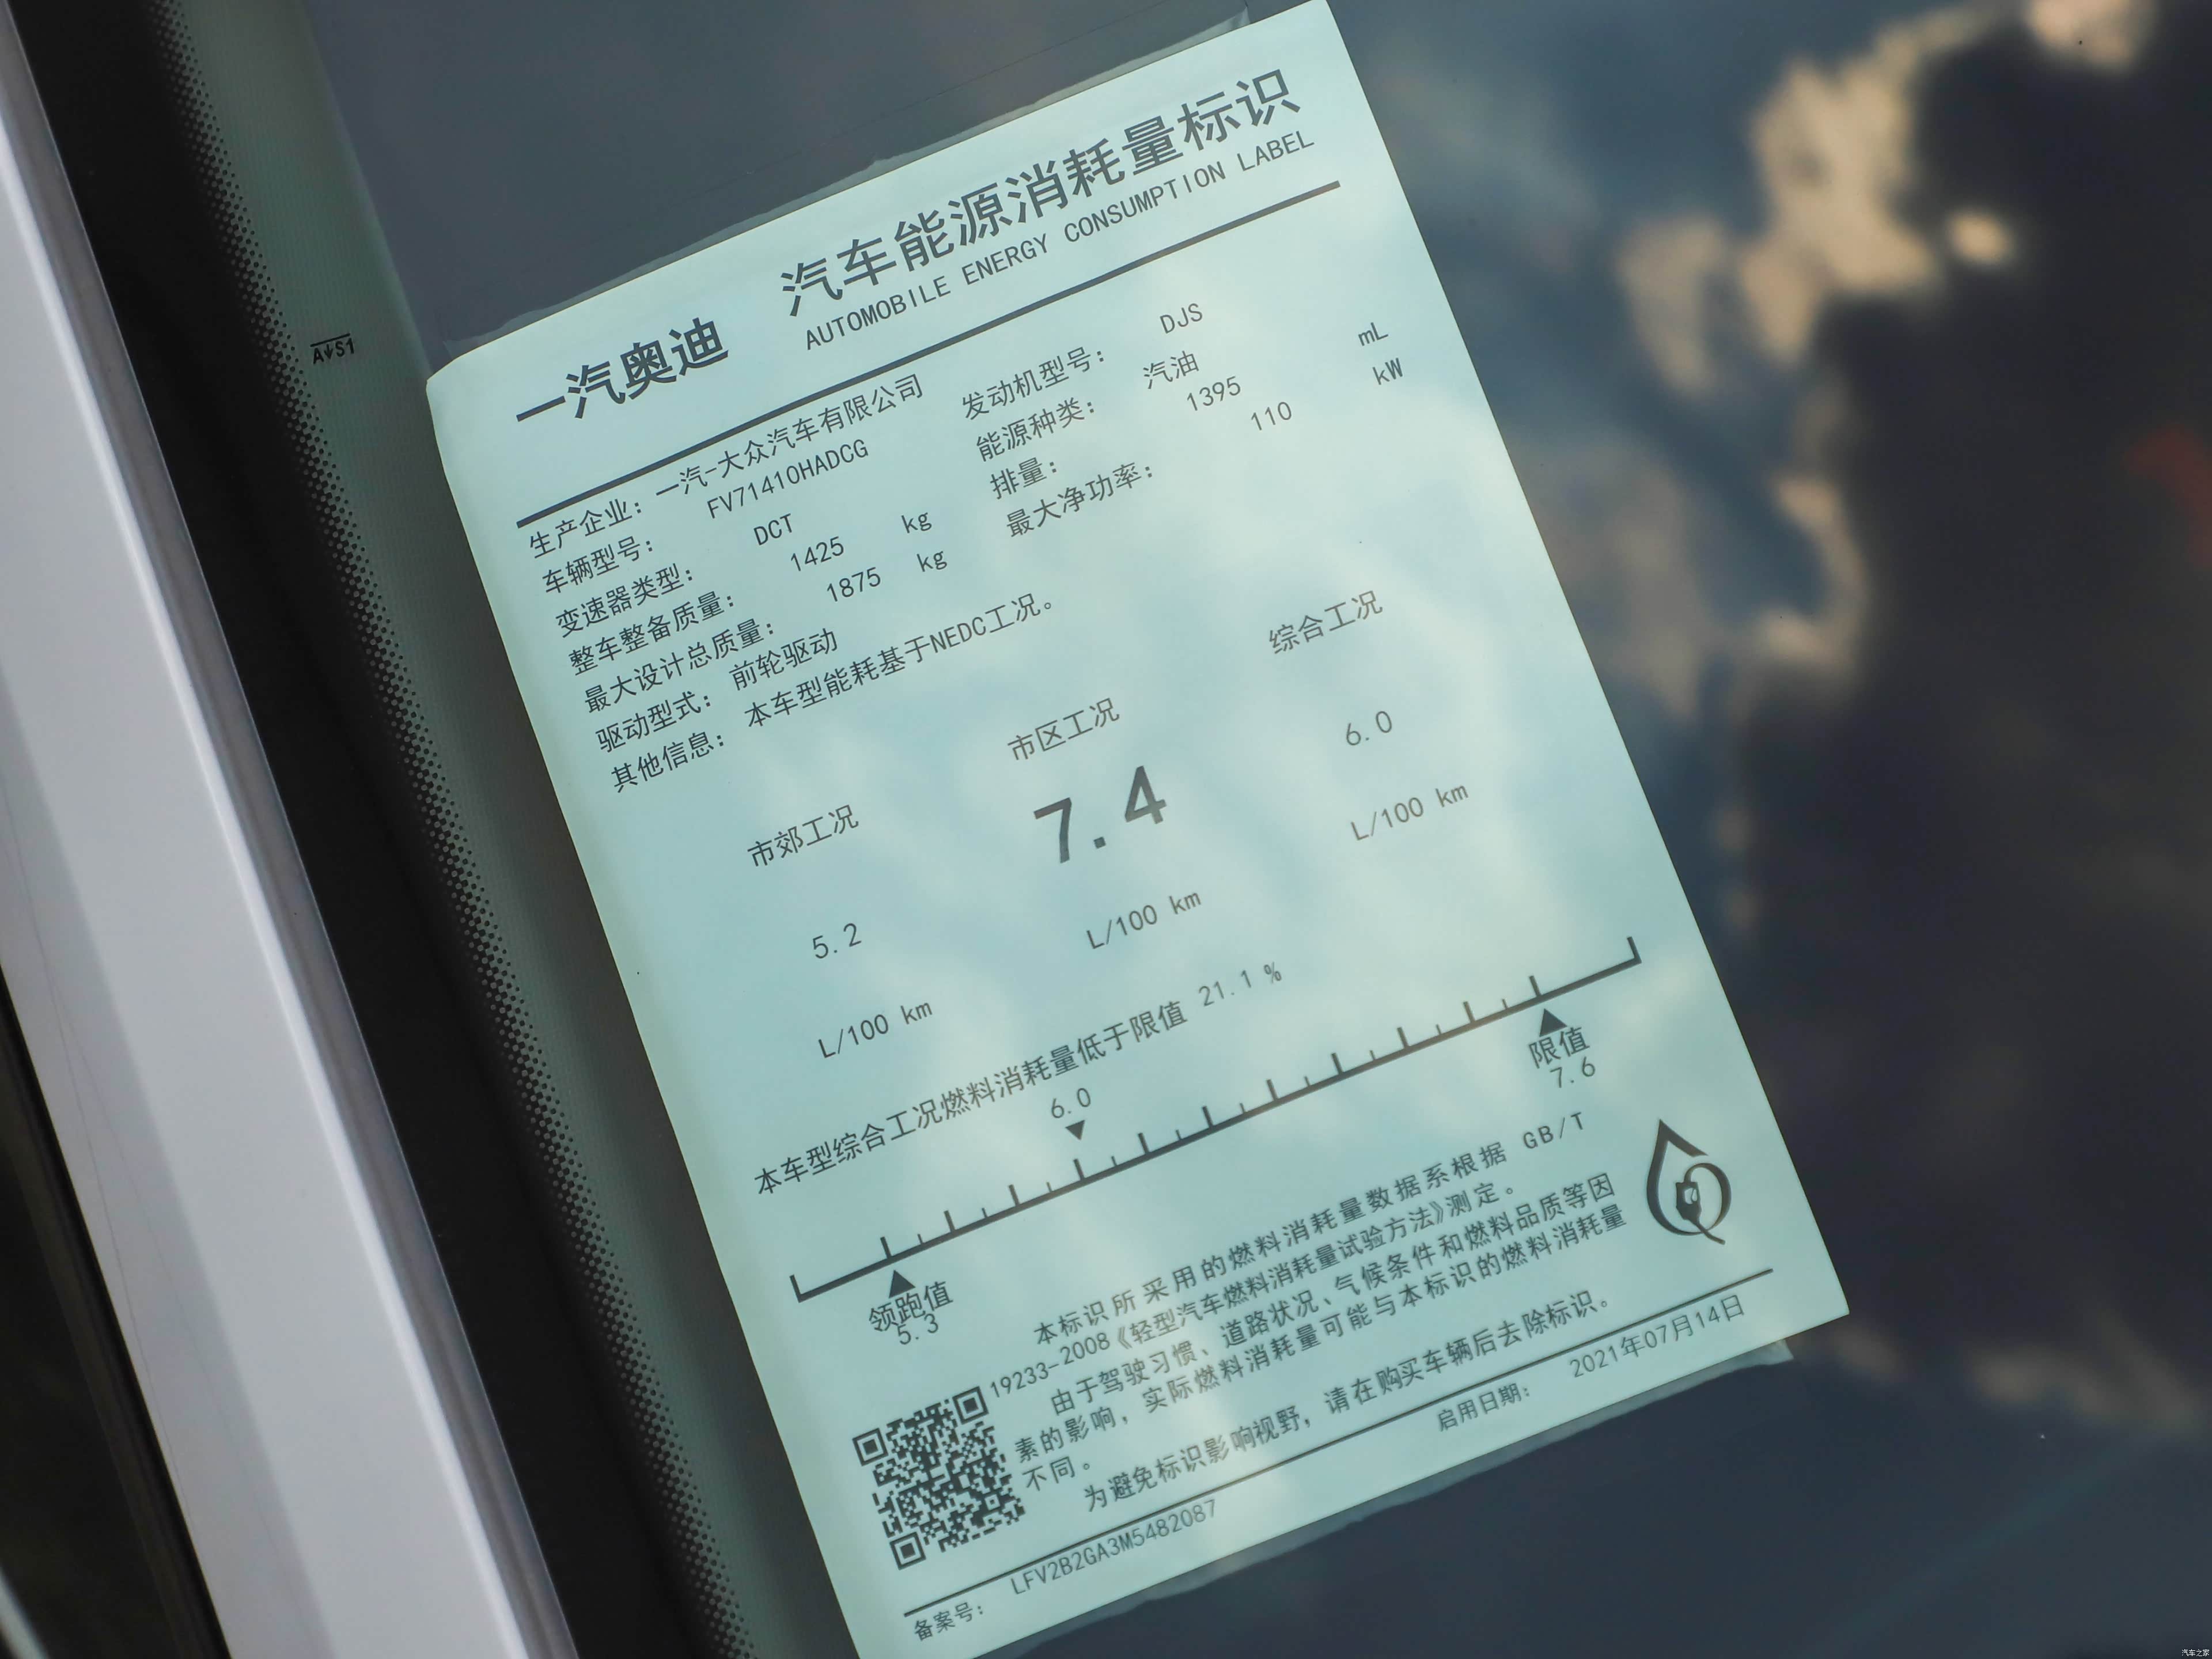 A↓S1
一汽奥迪
汽车能源消耗量标识
AUTOMOBILE ENERGY CONSUMPTION LABEL
生产企业： 一汽-大众汽车有限公司
车辆型号： FV71410HADCG
变速器类型： DCT
整车整备质量： 1425 kg
最大设计总质量： 1875 kg
驱动型式： 前轮驱动
其他信息： 本车型能耗基于NEDC工况。
发动机型号： DJS
能源种类： 汽油
排量： 1395 mL
最大净功率： 110 kW
市郊工况
5.2
L/100 km
市区工况
7.4
L/100 km
综合工况
6.0
L/100 km
本车型综合工况燃料消耗量低于限值 21.1 %
6.0
领跑值
5.3
限值
7.6
本标识所采用的燃料消耗量数据系根据 GB/T
19233-2008《轻型汽车燃料消耗量试验方法》测定。
由于驾驶习惯、道路状况、气候条件和燃料品质等因
素的影响，实际燃料消耗量可能与本标识的燃料消耗量
不同。
为避免标识影响视野，请在购买车辆后去除标识。
备案号： LFV2B2GA3M5482087
启用日期： 2021年07月14日
汽车之家